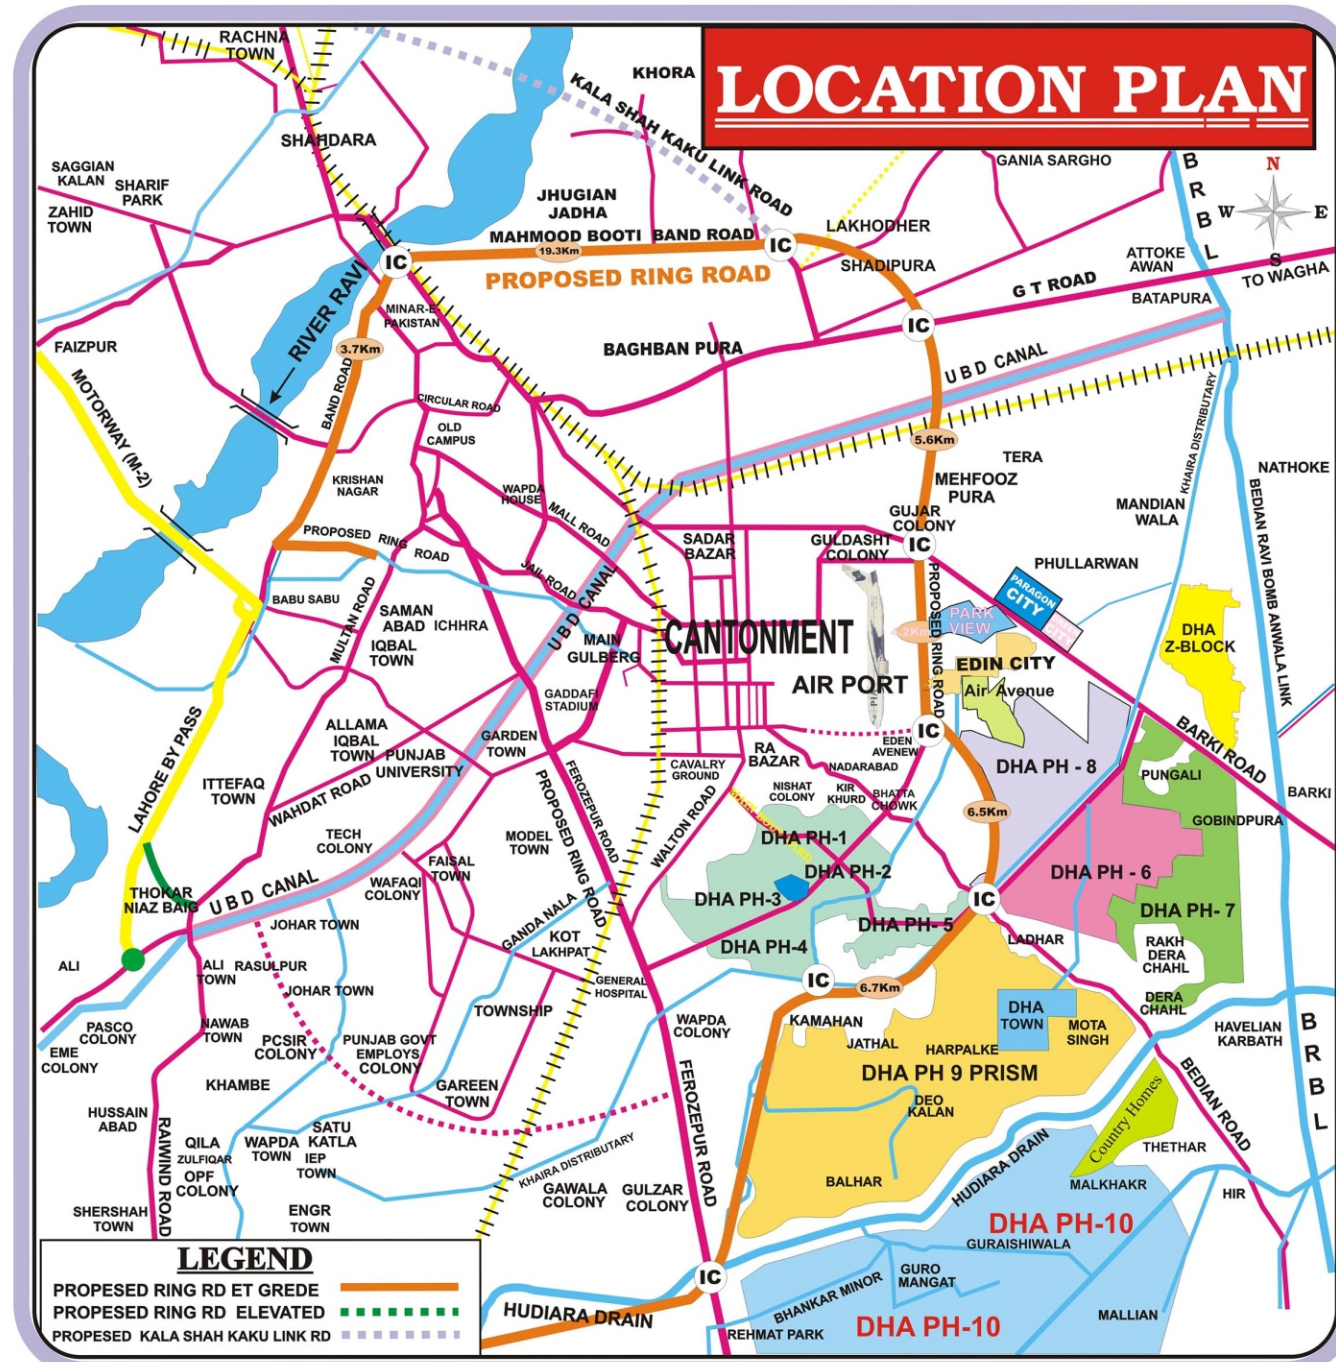 LOCATION PLAN
RACHNA
TOWN
KHORA
KALA SHAH KAKU LINK ROAD
GANIA SARGHO
B
R
B
L
N
W
E
S
SHAHDARA
SAGGIAN
KALAN
SHARIF
PARK
ZAHID
TOWN
JHUGIAN
JADHA
MAHMOOD BOOTI BAND ROAD
LAKHODHER
IC
IC
19.3Km
SHADIPURA
PROPOSED RING ROAD
ATTOKE
AWAN
TO WAGHA
G T ROAD
BATAPURA
RIVER RAVI
MINAR-E-
PAKISTAN
IC
FAIZPUR
3.7Km
BAGHBAN PURA
U B D CANAL
MOTORWAY (M-2)
BAND ROAD
CIRCULAR ROAD
OLD
CAMPUS
5.6Km
KHAIRA DISTRIBUTARY
TERA
NATHOKE
KRISHAN
NAGAR
WAPDA
HOUSE
MALL ROAD
MEHFOOZ
PURA
MANDIAN
WALA
BEDIAN RAVI BOMB ANWALA LINK
GUJAR
COLONY
PROPOSED RING ROAD
SADAR
BAZAR
GULDASHT
COLONY
IC
PHULLARWAN
JAIL ROAD
U B D CANAL
PROPOSED RING ROAD
PARAGON
CITY
BABU SABU
MULTAN ROAD
SAMAN
ABAD
ICHHRA
IQBAL
TOWN
MAIN
GULBERG
CANTONMENT
4.2Km
PARK
VIEW
CITY
DHA
Z-BLOCK
EDIN CITY
AIR PORT
PIA
Air Avenue
GADDAFI
STADIUM
LAHORE BY PASS
ALLAMA
IQBAL
TOWN
PUNJAB
UNIVERSITY
GARDEN
TOWN
IC
EDEN
AVENEW
BARKI ROAD
RA
BAZAR
CAVALRY
GROUND
NADARABAD
DHA PH - 8
PUNGALI
ITTEFAQ
TOWN
WAHDAT ROAD
PROPOSED RING ROAD
FEROZEPUR ROAD
WALTON ROAD
NISHAT
COLONY
KIR
KHURD
BHATTA
CHOWK
6.5Km
BARKI
GOBINDPURA
TECH
COLONY
MODEL
TOWN
DHA PH-1
DHA PH-2
DHA PH - 6
FAISAL
TOWN
WAFAQI
COLONY
THOKAR
NIAZ BAIG
U B D CANAL
DHA PH-3
IC
DHA PH- 7
JOHAR TOWN
GANDA NALA
KOT
LAKHPAT
DHA PH-4
DHA PH- 5
LADHAR
RAKH
DERA
CHAHL
ALI
ALI
TOWN
RASULPUR
JOHAR TOWN
GENERAL
HOSPITAL
IC
6.7Km
DERA
CHAHL
PASCO
COLONY
NAWAB
TOWN
TOWNSHIP
WAPDA
COLONY
KAMAHAN
DHA
TOWN
MOTA
SINGH
HAVELIAN
KARBATH
B
R
B
L
EME
COLONY
PCSIR
COLONY
PUNJAB GOVT
EMPLOYS
COLONY
JATHAL
HARPALKE
DHA PH 9 PRISM
BEDIAN ROAD
KHAMBE
GAREEN
TOWN
FEROZEPUR ROAD
DEO
KALAN
Country Homes
HUSSAIN
ABAD
RAIWIND ROAD
QILA
ZULFIQAR
OPF
COLONY
WAPDA
TOWN
SATU
KATLA
IEP
TOWN
KHAIRA DISTRIBUTARY
HUDIARA DRAIN
THETHAR
GAWALA
COLONY
GULZAR
COLONY
BALHAR
MALKHAKR
HIR
SHERSHAH
TOWN
ENGR
TOWN
DHA PH-10
GURAISHIWALA
LEGEND
PROPESED RING RD ET GREDE
PROPESED RING RD ELEVATED
PROPESED KALA SHAH KAKU LINK RD
IC
GURO
MANGAT
BHANKAR MINOR
HUDIARA DRAIN
REHMAT PARK
DHA PH-10
MALLIAN